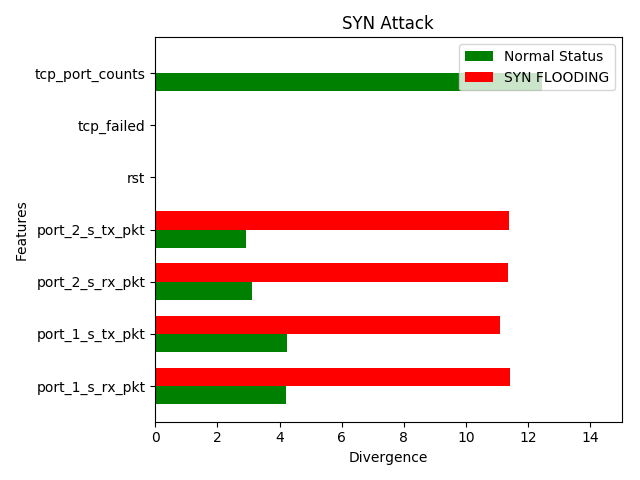 SYN Attack
Normal Status
SYN FLOODING
tcp_port_counts
tcp_failed
rst
port_2_s_tx_pkt
port_2_s_rx_pkt
port_1_s_tx_pkt
port_1_s_rx_pkt
Features
0 2 4 6 8 10 12 14
Divergence